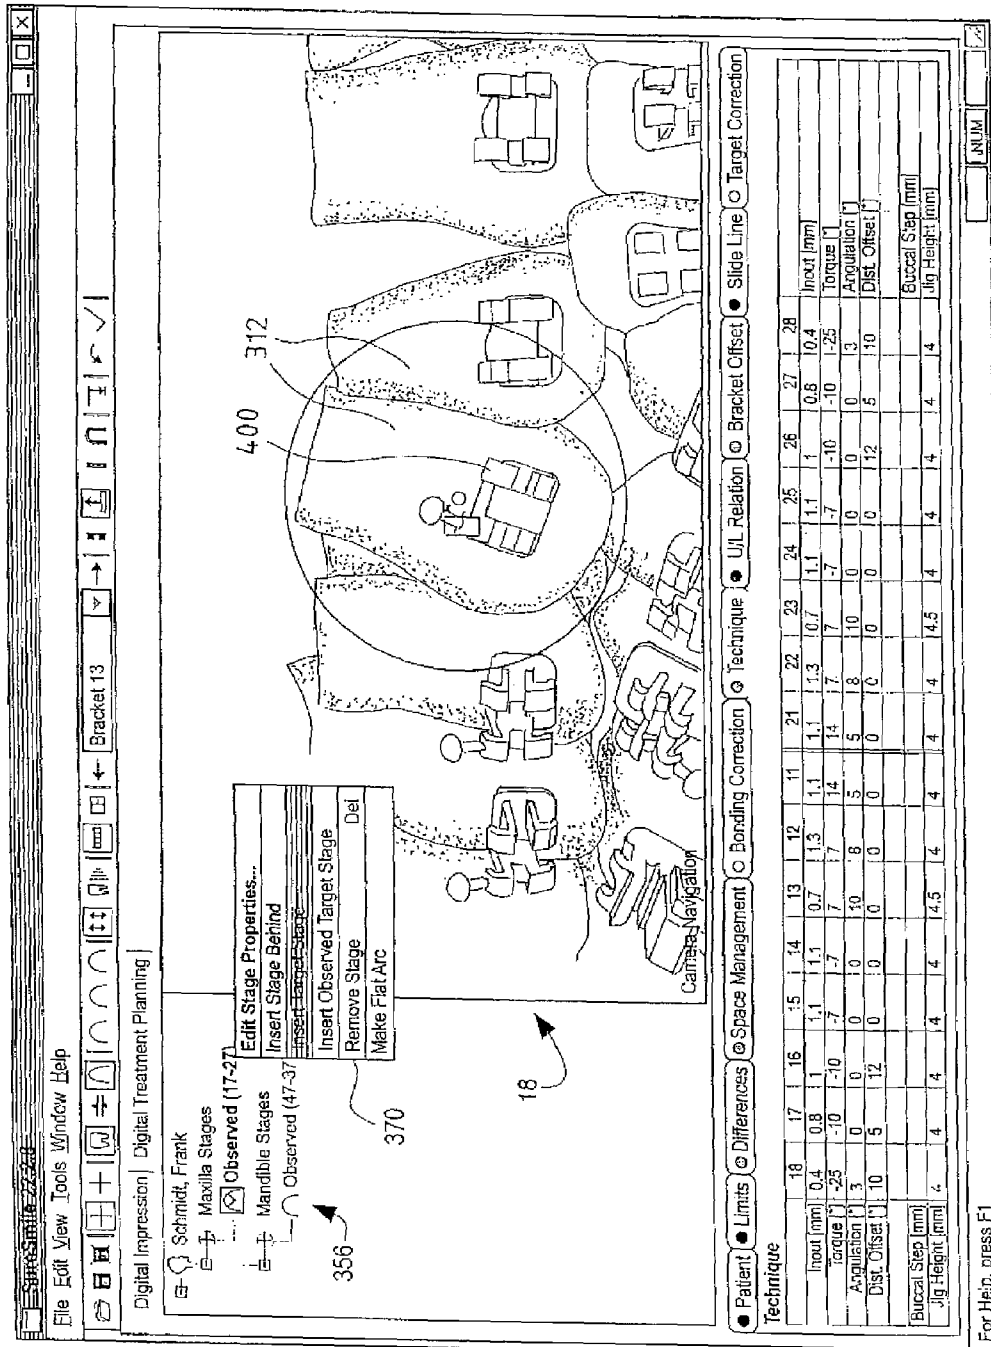 SureSmile 2.2.2.3
File Edit View Tools Window Help
Bracket 13
Digital Impression | Digital Treatment Planning
Schmidt, Frank
Maxilla Stages
Observed (17-27)
Mandible Stages
Observed (47-37
356
Edit Stage Properties...
Insert Stage Behind
Insert Target Stage
Insert Observed Target Stage
Remove Stage Del
Make Flat Arc
370
18
400
312
Camera Navigation
Patient Limits Differences Space Management Bonding Correction Technique U/L Relation Bracket Offset Slide Line Target Correction
Technique
18 17 16 15 14 13 12 11 21 22 23 24 25 26 27 28
Inout [mm] 0.4 0.8 1 1.1 1.1 0.7 1.3 1.1 1.1 1.3 0.7 1.1 1.1 1 0.8 0.4 Inout [mm]
Torque [°] -25 -10 -10 -7 -7 7 7 14 14 7 7 -7 -7 -10 -10 -25 Torque [°]
Angulation [°] 3 0 0 0 0 10 8 5 5 8 10 0 0 0 0 3 Angulation [°]
Dist. Offset [°] 10 5 12 0 0 0 0 0 0 0 0 0 0 12 5 10 Dist. Offset [°]
Buccal Step [mm] Buccal Step [mm]
Jig Height [mm] 4 4 4 4 4 4.5 4 4 4 4 4.5 4 4 4 4 4 Jig Height [mm]
For Help, press F1
NUM